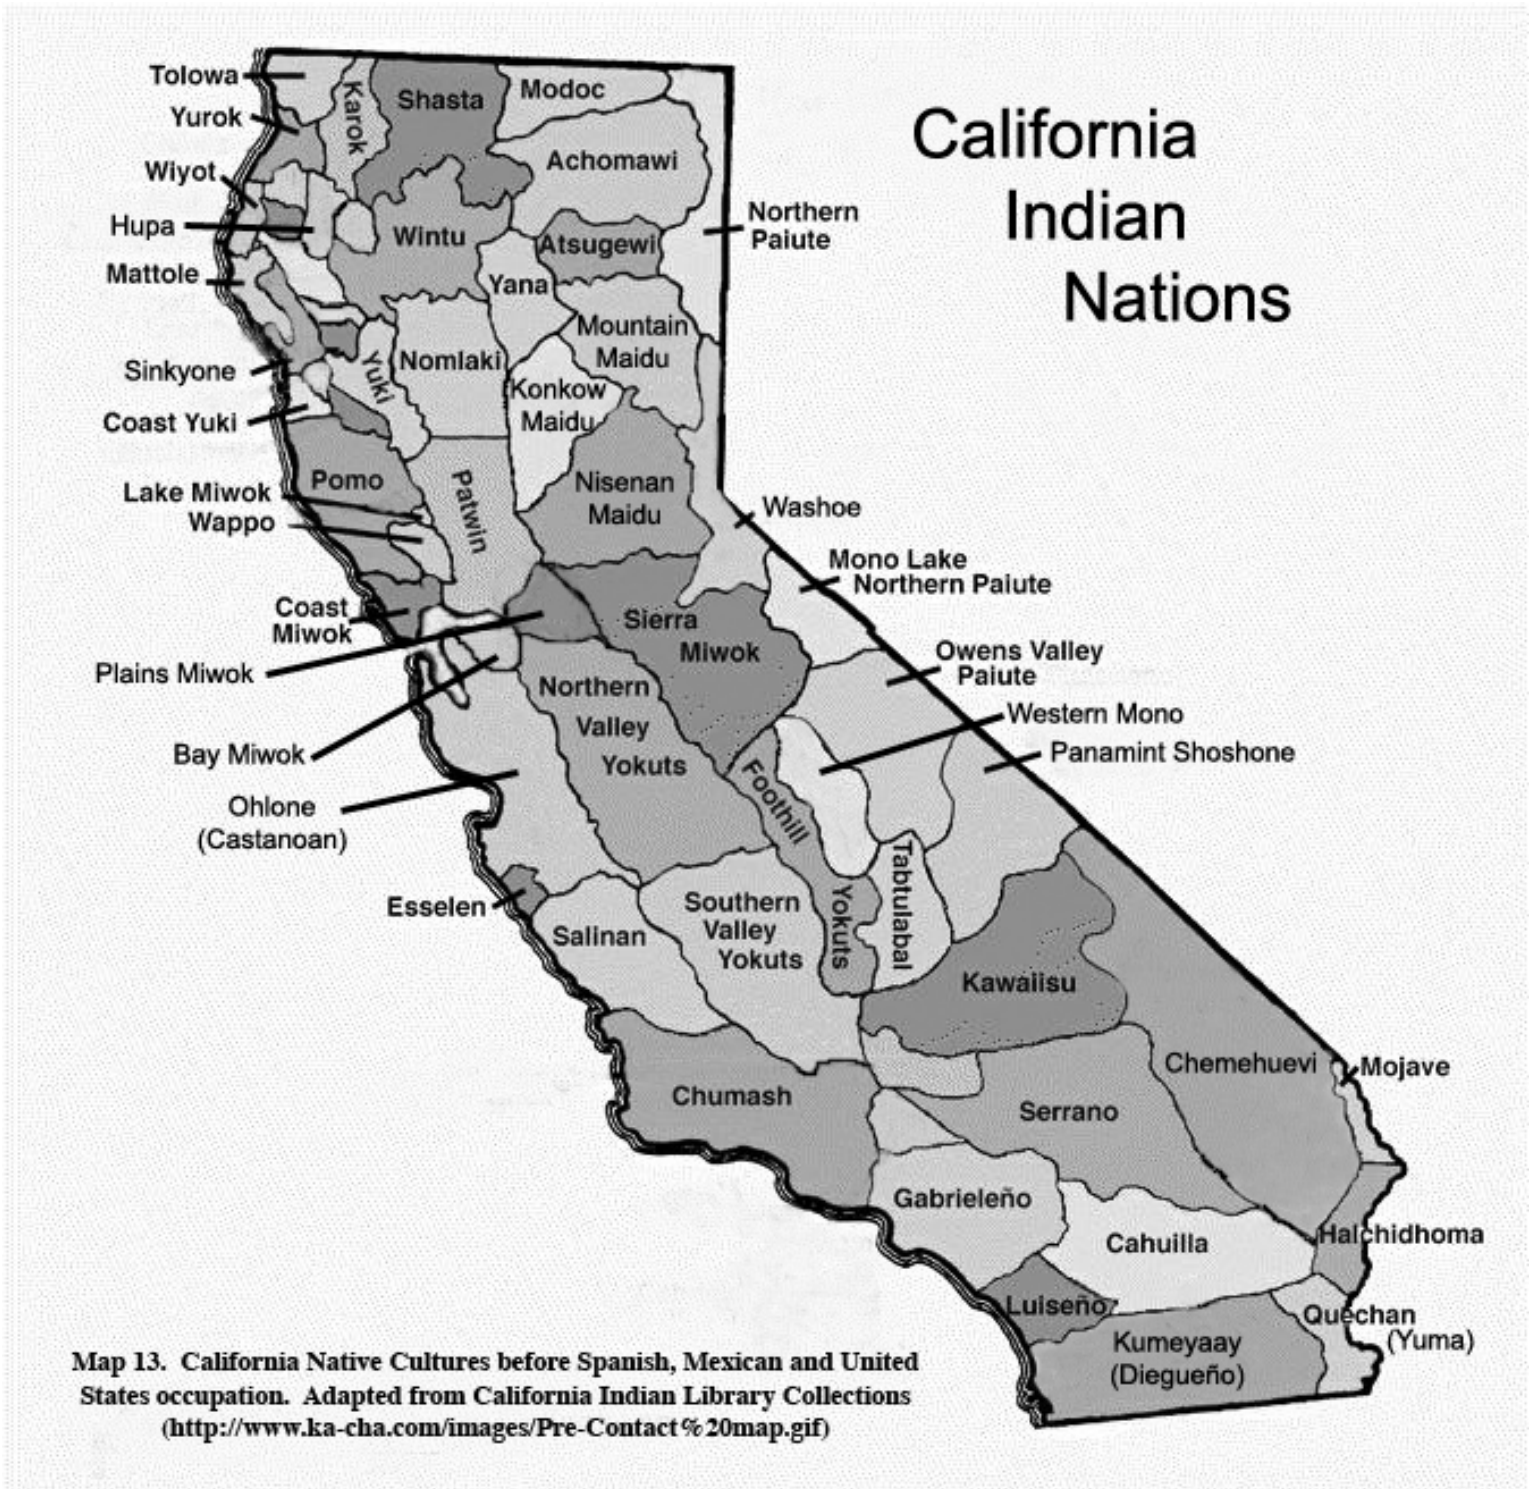 California
Indian
Nations
Tolowa
Yurok
Wiyot
Hupa
Mattole
Sinkyone
Coast Yuki
Lake Miwok
Wappo
Coast
Miwok
Plains Miwok
Bay Miwok
Ohlone
(Castanoan)
Esselen
Karok
Shasta
Modoc
Achomawi
Northern
Paiute
Wintu
Atsugewi
Yana
Mountain
Maidu
Nomlaki
Yuki
Konkow
Maidu
Pomo
Patwin
Nisenan
Maidu
Washoe
Mono Lake
Northern Paiute
Sierra
Miwok
Owens Valley
Paiute
Western Mono
Panamint Shoshone
Northern
Valley
Yokuts
Foothill
Yokuts
Tabtulabal
Southern
Valley
Yokuts
Salinan
Kawaiisu
Chemehuevi
Mojave
Chumash
Serrano
Gabrieleño
Cahuilla
Halchidhoma
Luiseño
Quechan
(Yuma)
Kumeyaay
(Diegueño)
Map 13. California Native Cultures before Spanish, Mexican and United
States occupation. Adapted from California Indian Library Collections
(http://www.ka-cha.com/images/Pre-Contact%20map.gif)